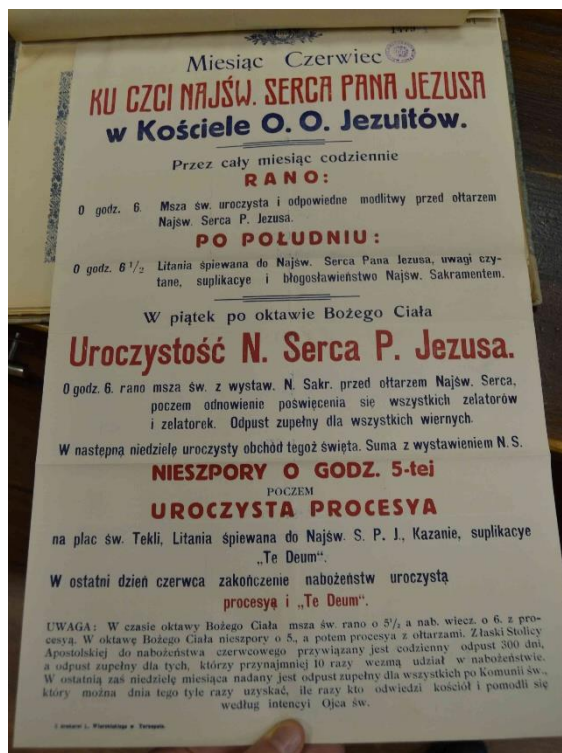 Miesiąc Czerwiec
KU CZCI NAJŚW. SERCA PANA JEZUSA
w Kościele O. O. Jezuitów.
Przez cały miesiąc codziennie
RANO:
O godz. 6. Msza św. uroczysta i odpowiedne modlitwy przed ołtarzem
Najśw. Serca P. Jezusa.
PO POŁUDNIU:
O godz. 6 1/2 Litania śpiewana do Najśw. Serca Pana Jezusa, uwagi czy-
tane, suplikacye i błogosławieństwo Najśw. Sakramentem.
W piątek po oktawie Bożego Ciała
Uroczystość N. Serca P. Jezusa.
O godz. 6. rano msza św. z wystaw. N. Sakr. przed ołtarzem Najśw. Serca,
poczem odnowienie poświęcenia się wszystkich zelatorów
i zelatorek. Odpust zupełny dla wszystkich wiernych.
W następną niedzielę uroczysty obchód tegoż święta. Suma z wystawieniem N. S.
NIESZPORY O GODZ. 5-tej
POCZEM
UROCZYSTA PROCESYA
na plac św. Tekli, Litania śpiewana do Najśw. S. P. J., Kazanie, suplikacye
„Te Deum“.
W ostatni dzień czerwca zakończenie nabożeństw uroczystą
procesyą i „Te Deum“.
UWAGA: W czasie oktawy Bożego Ciała msza św. rano o 5 1/2 a nab. wiecz. o 6. z pro-
cesyą. W oktawę Bożego Ciała nieszpory o 5., a potem procesya z ołtarzami. Z łaski Stolicy
Apostolskiej do nabożeństwa czerwcowego przywiązany jest codzienny odpust 300 dni,
a odpust zupełny dla tych, którzy przynajmniej 10 razy wezmą udział w nabożeństwie.
W ostatnią zaś niedzielę miesiąca nadany jest odpust zupełny dla wszystkich po Komunii św.,
który można dnia tego tyle razy uzyskać, ile razy kto odwiedzi kościół i pomodli się
według intencyi Ojca św.
Z drukarni L. Wierzbickiego w Tarnopolu.